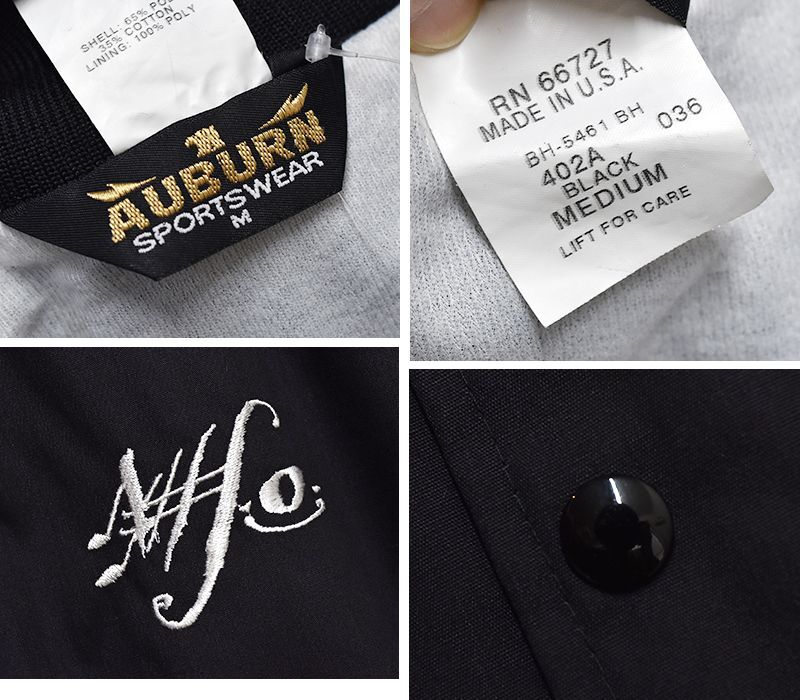 SHELL: 65% PO
35% COTTON
LINING: 100% POLY
AUBURN
SPORTSWEAR
M
RN 66727
MADE IN U.S.A.
BH-5461 BH 036
402A
BLACK
MEDIUM
LIFT FOR CARE